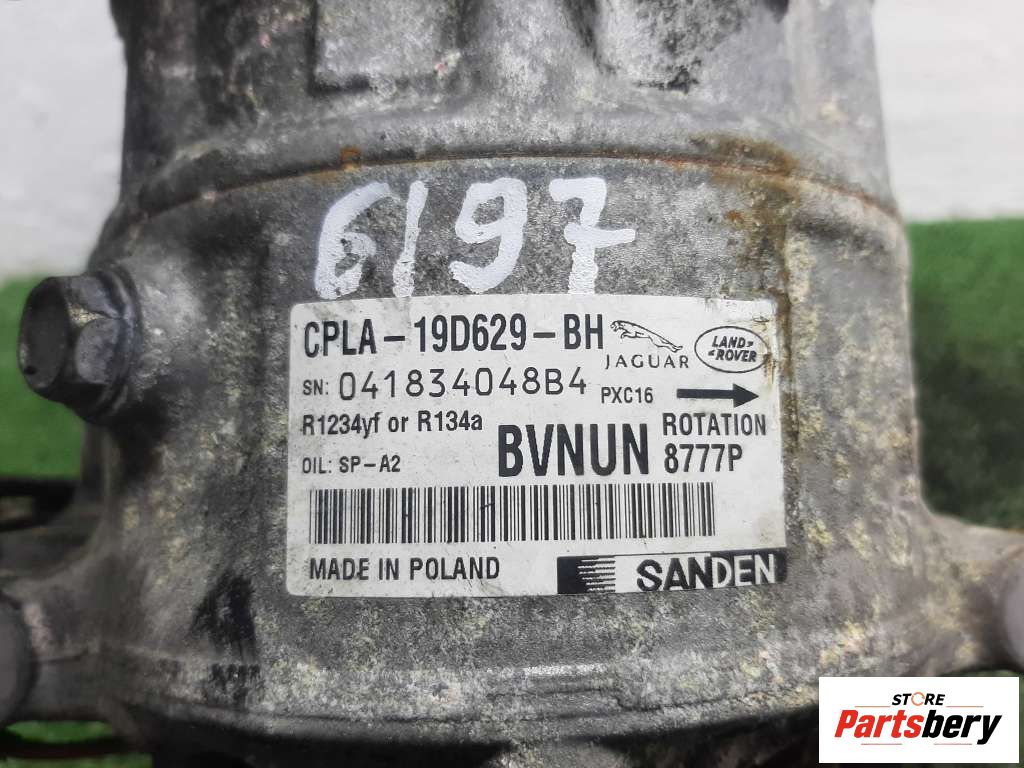 6197
CPLA-19D629-BH
JAGUAR
LAND ROVER
SN: 041834048B4 PXC16
R1234yf or R134a
ROTATION
OIL: SP-A2
BVNUN 8777P
MADE IN POLAND
SANDEN
STORE
Partsbery